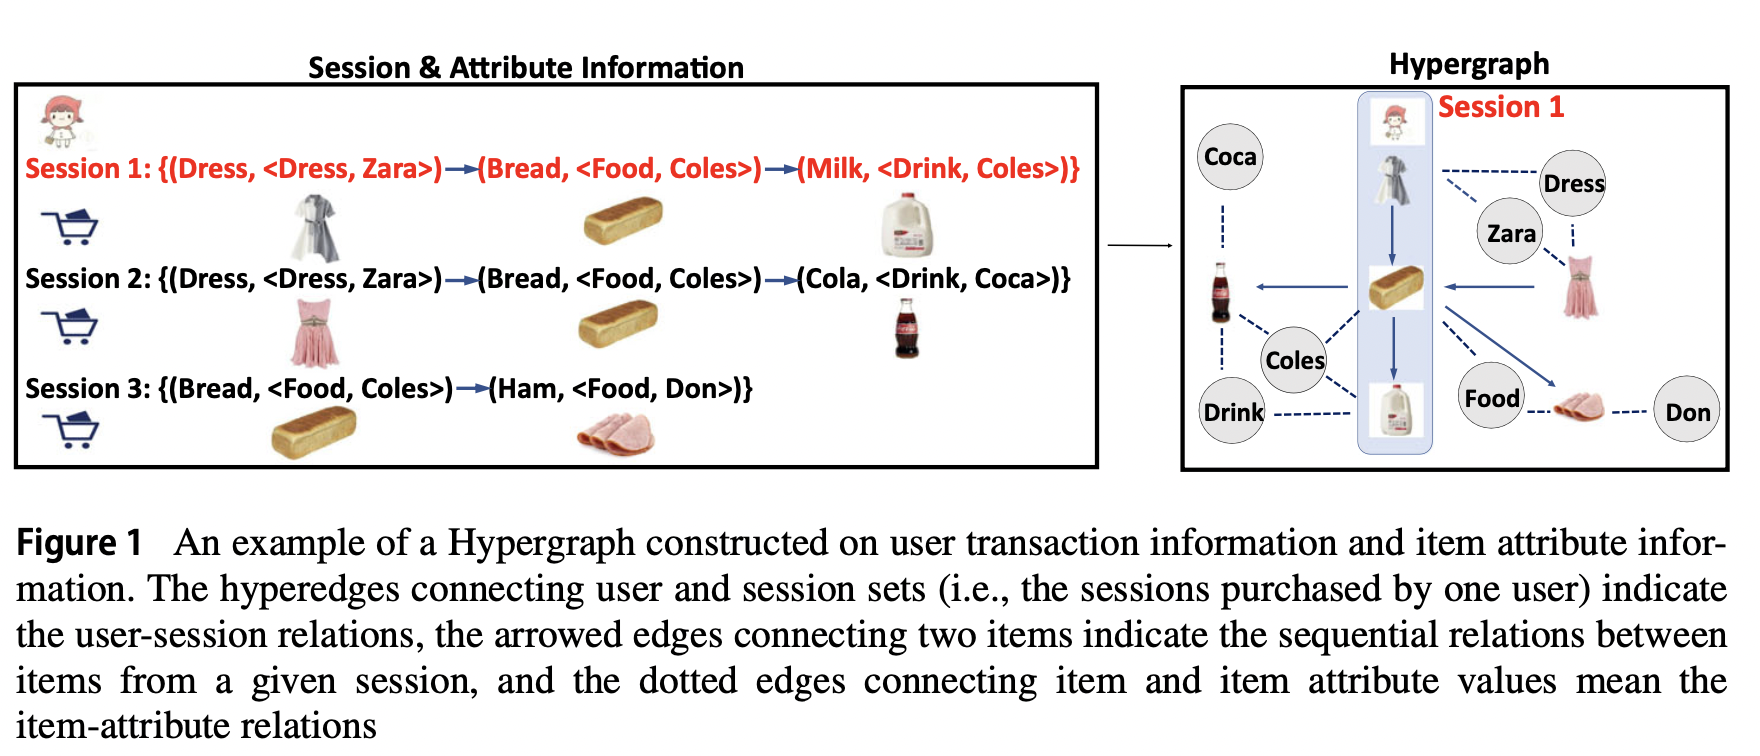 Session & Attribute Information
Session 1: {(Dress, <Dress, Zara>)→(Bread, <Food, Coles>)→(Milk, <Drink, Coles>)}
Session 2: {(Dress, <Dress, Zara>)→(Bread, <Food, Coles>)→(Cola, <Drink, Coca>)}
Session 3: {(Bread, <Food, Coles>)→(Ham, <Food, Don>)}
Hypergraph
Session 1
Coca
Dress
Zara
Coles
Drink
Food
Don
Figure 1 An example of a Hypergraph constructed on user transaction information and item attribute infor-
mation. The hyperedges connecting user and session sets (i.e., the sessions purchased by one user) indicate
the user-session relations, the arrowed edges connecting two items indicate the sequential relations between
items from a given session, and the dotted edges connecting item and item attribute values mean the
item-attribute relations